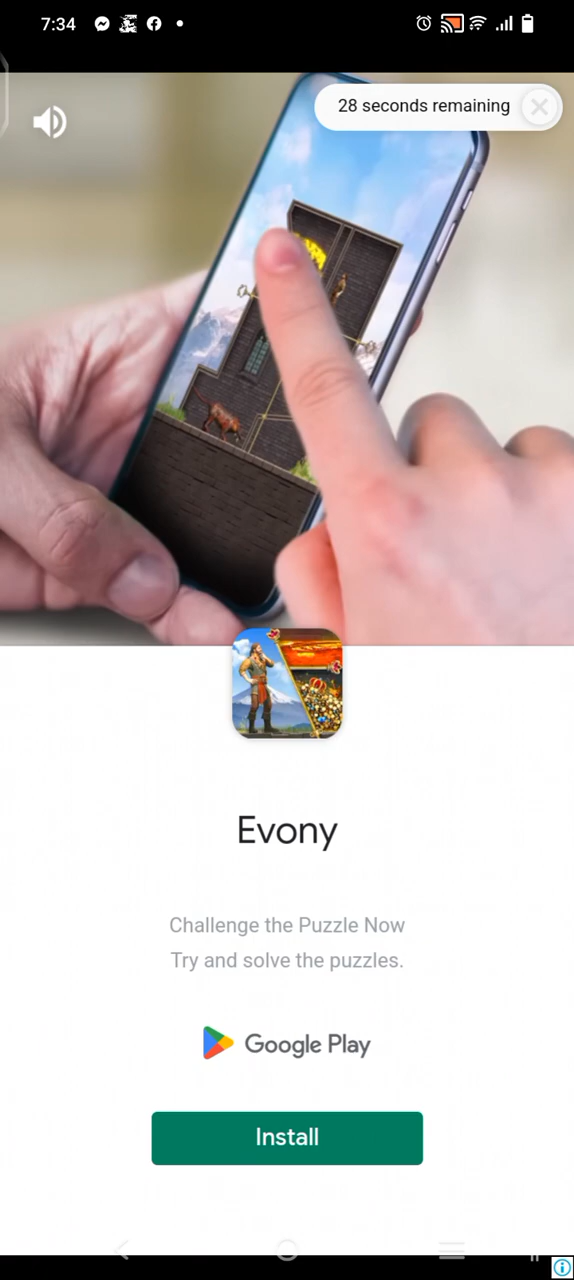 7:34
28 seconds remaining
Evony
Challenge the Puzzle Now
Try and solve the puzzles.
Google Play
Install